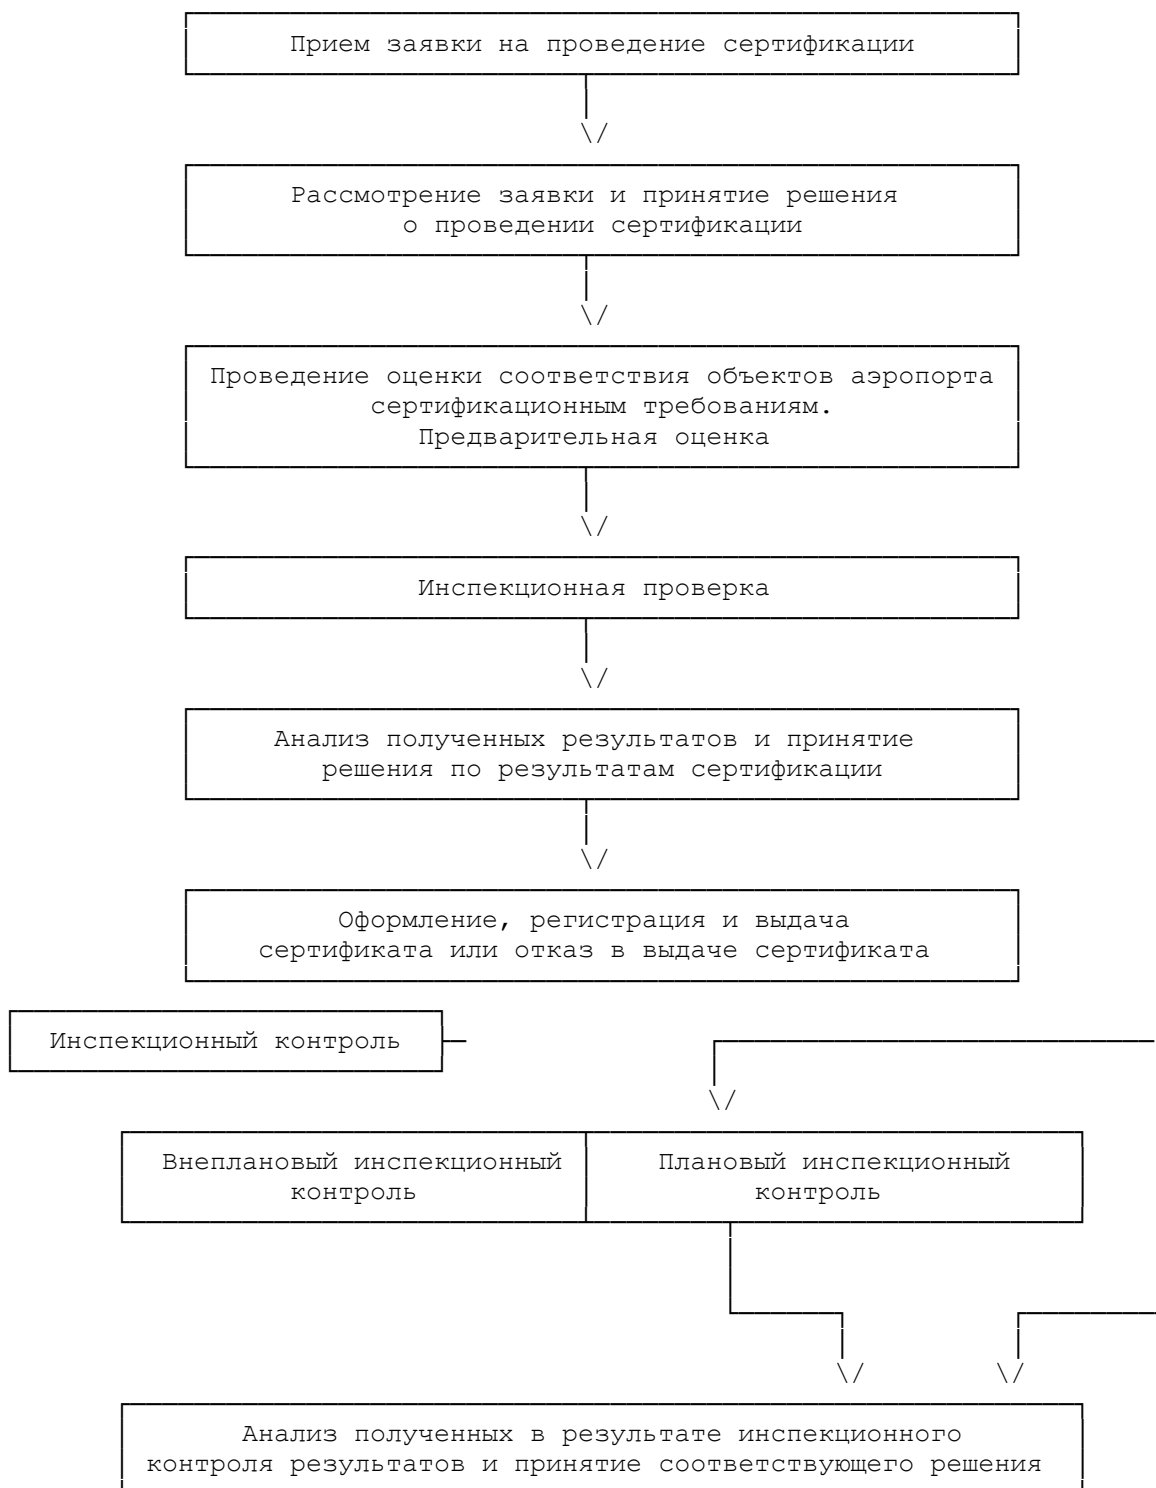 Прием заявки на проведение сертификации
Рассмотрение заявки и принятие решения
о проведении сертификации
Проведение оценки соответствия объектов аэропорта
сертификационным требованиям.
Предварительная оценка
Инспекционная проверка
Анализ полученных результатов и принятие
решения по результатам сертификации
Оформление, регистрация и выдача
сертификата или отказ в выдаче сертификата
Инспекционный контроль
Внеплановый инспекционный
контроль
Плановый инспекционный
контроль
Анализ полученных в результате инспекционного
контроля результатов и принятие соответствующего решения